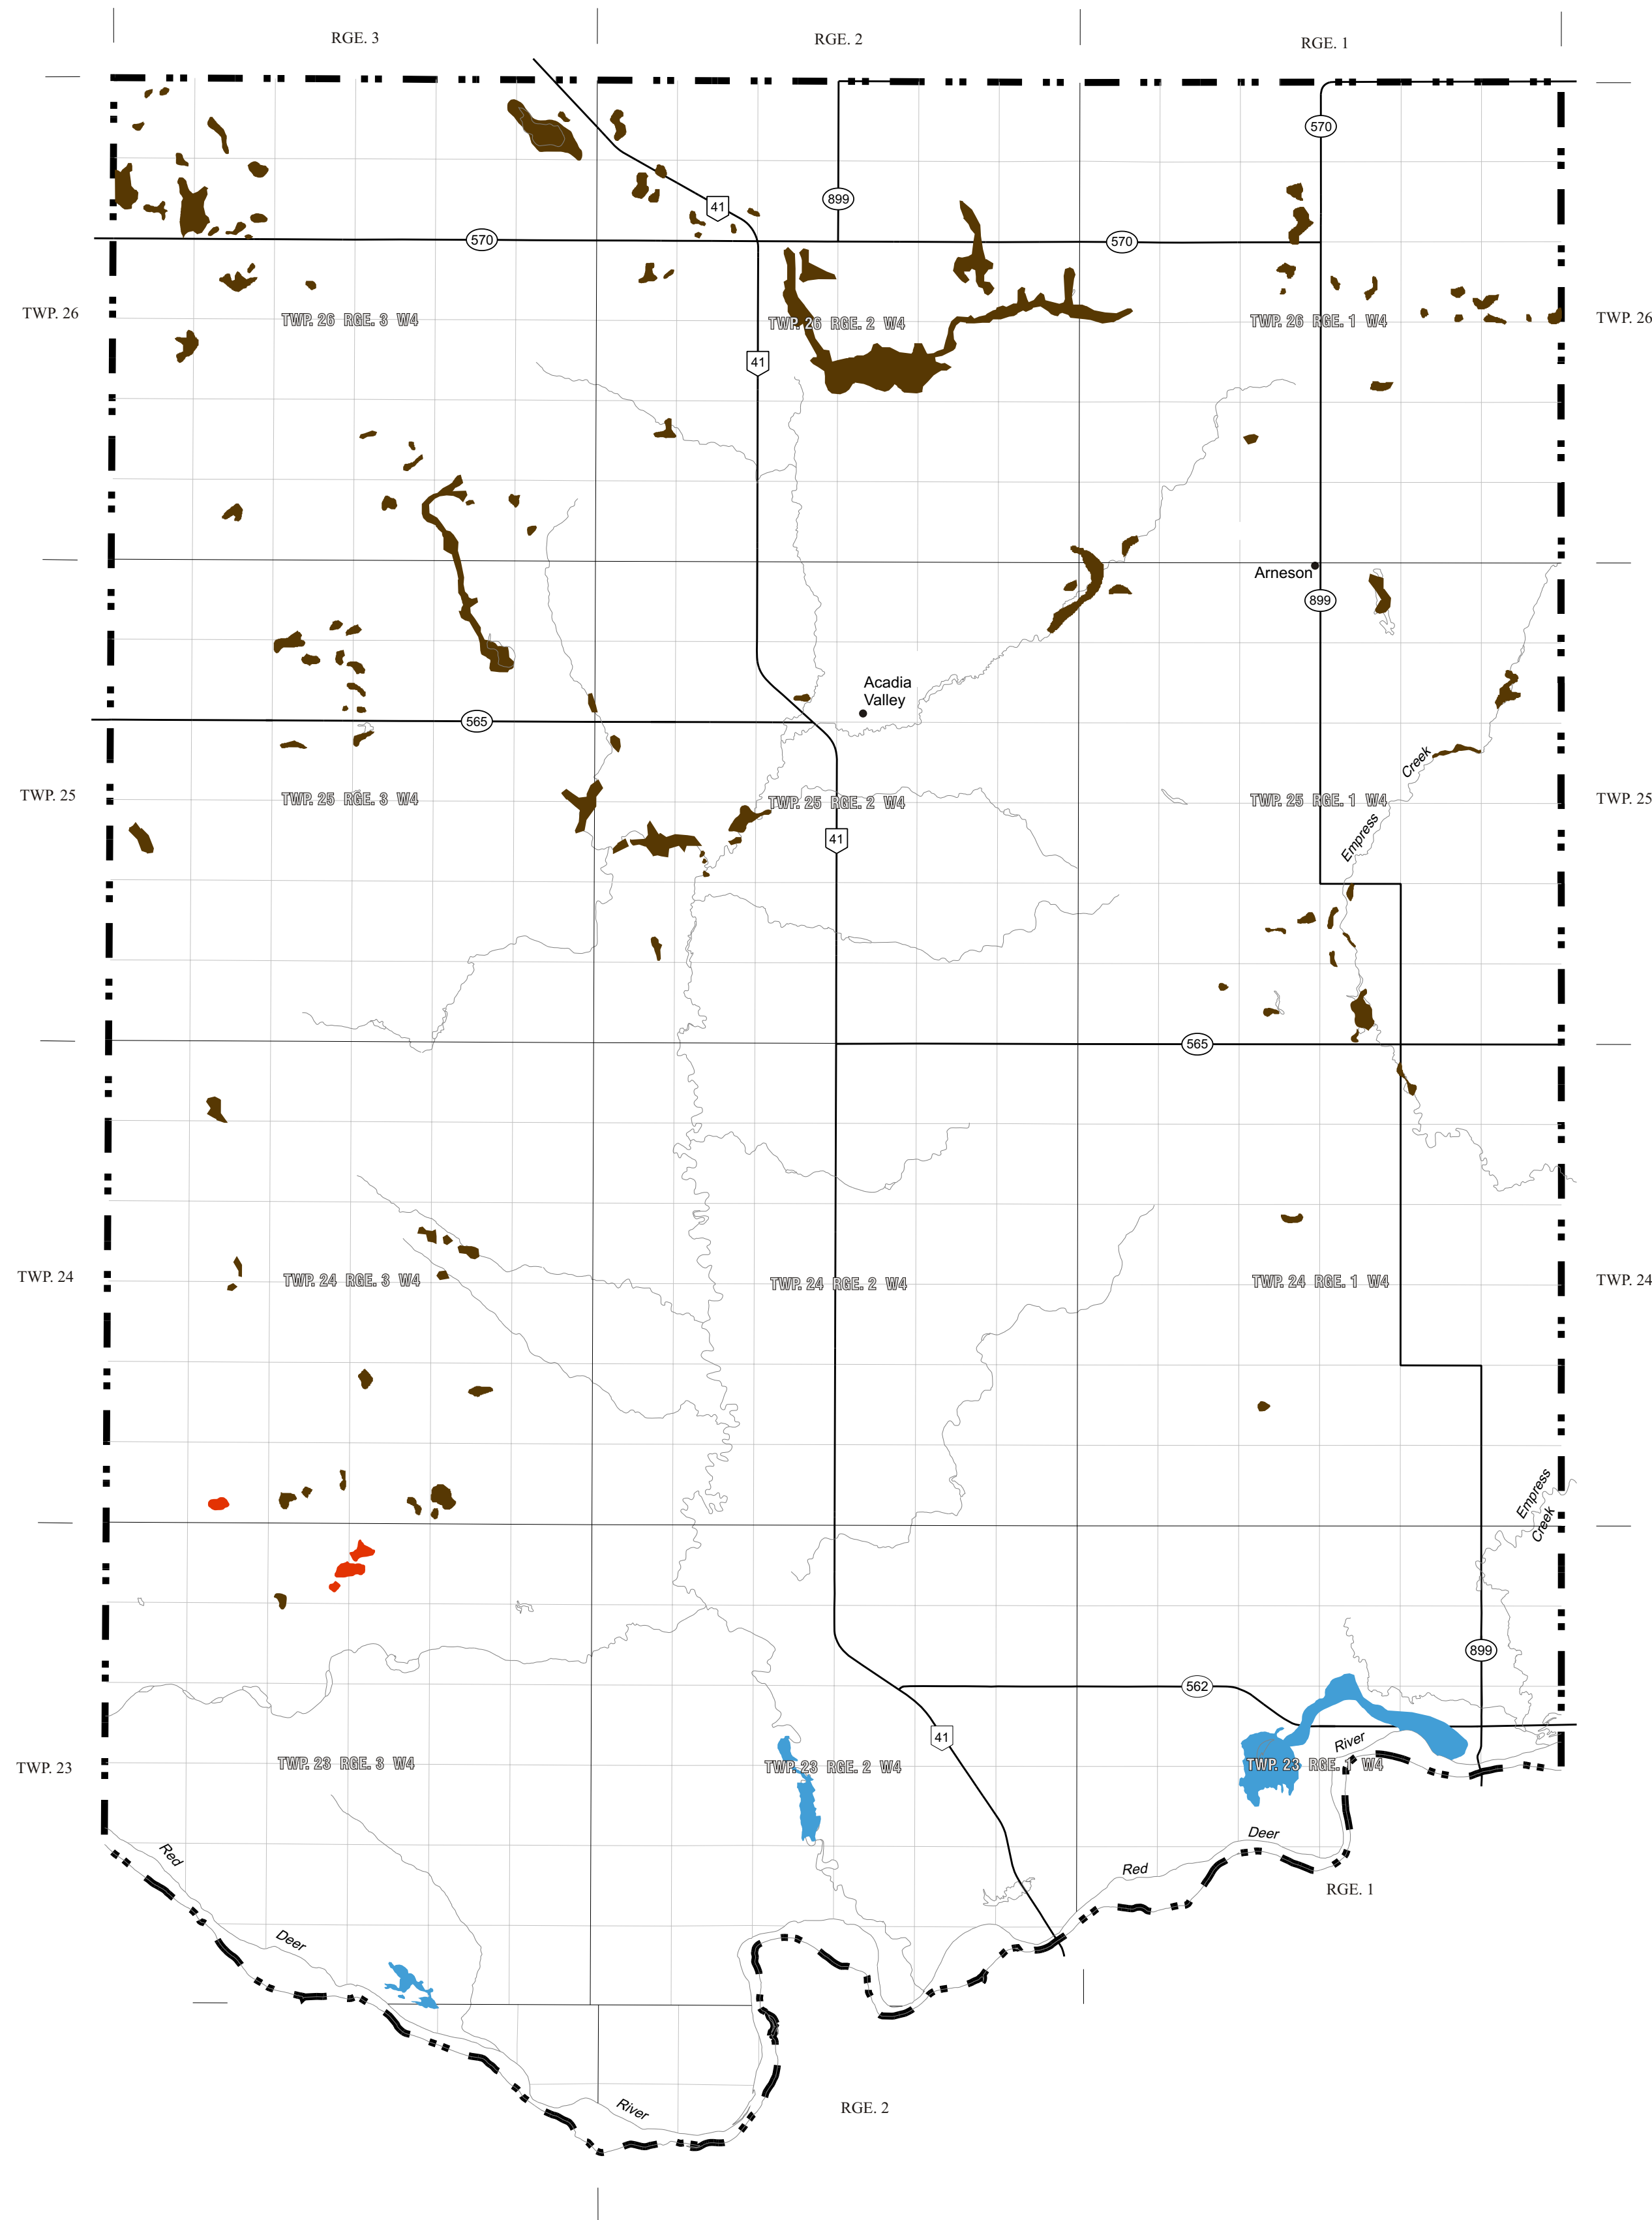 RGE. 3
RGE. 2
RGE. 1
570
899
41
570
570
TWP. 26
TWP. 26 RGE. 3 W4
TWP. 26 RGE. 2 W4
TWP. 26 RGE. 1 W4
TWP. 26
41
Arneson
899
Acadia
Valley
565
Creek
TWP. 25
TWP. 25 RGE. 3 W4
TWP. 25 RGE. 2 W4
TWP. 25 RGE. 1 W4
TWP. 25
Empress
41
565
TWP. 24
TWP. 24 RGE. 3 W4
TWP. 24 RGE. 2 W4
TWP. 24 RGE. 1 W4
TWP. 24
Empress
Creek
899
562
41
River
TWP. 23
TWP. 23 RGE. 3 W4
TWP. 23 RGE. 2 W4
TWP. 23 RGE. 1 W4
Deer
Red
Red
RGE. 1
Deer
River
RGE. 2